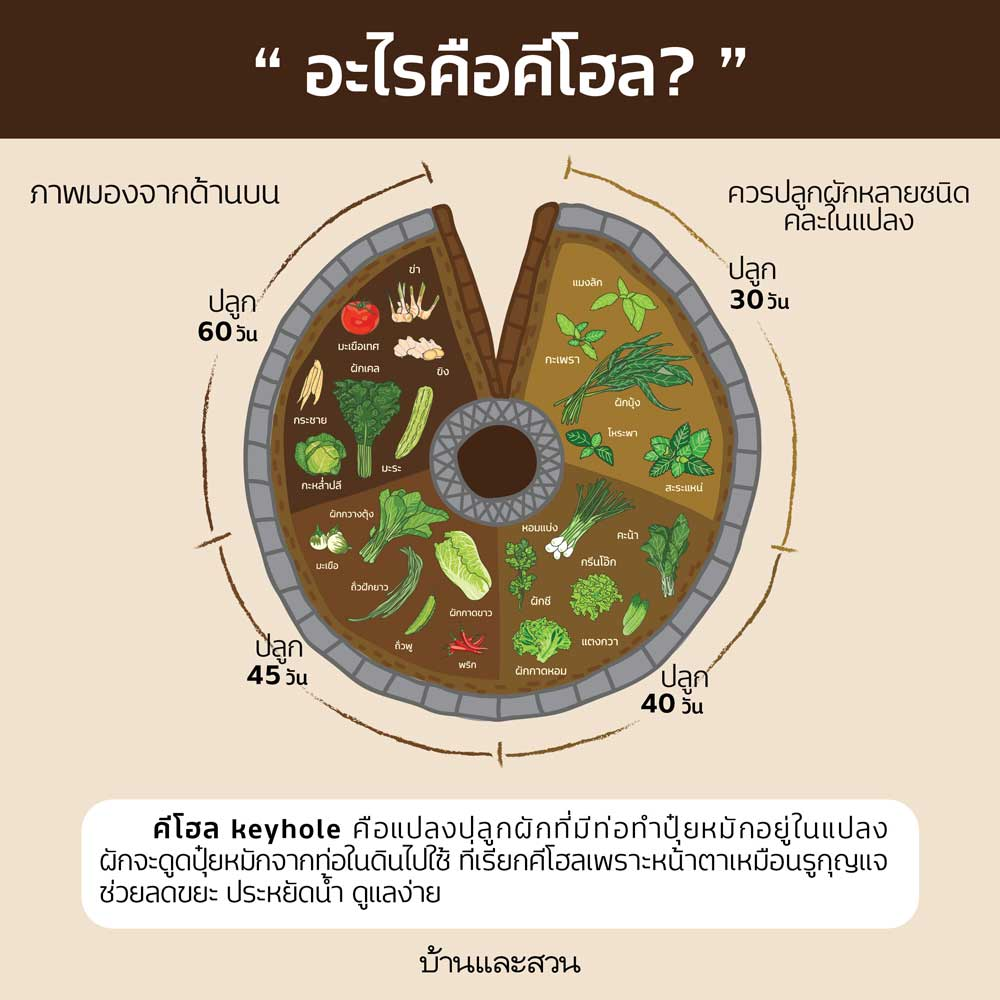 “ อะไรคือคีโฮล? ”
ภาพมองจากด้านบน
ควรปลูกผักหลายชนิด
คละในแปลง
ปลูก
60 วัน
ปลูก
30 วัน
ข่า
มะเขือเทศ
ผักเคล
ขิง
กระชาย
มะระ
กะหล่ำปลี
แมงลัก
กะเพรา
ผักบุ้ง
โหระพา
สะระแหน่
ผักกวางตุ้ง
มะเขือ
ถั่วฝักยาว
ผักกาดขาว
ถั่วพู
พริก
หอมแบ่ง
คะน้า
กรีนโอ๊ก
ผักชี
แตงกวา
ผักกาดหอม
ปลูก
45 วัน
ปลูก
40 วัน
คีโฮล keyhole คือแปลงปลูกผักที่มีท่อทำปุ๋ยหมักอยู่ในแปลง
ผักจะดูดปุ๋ยหมักจากท่อในดินไปใช้ ที่เรียกคีโฮลเพราะหน้าตาเหมือนรูกุญแจ
ช่วยลดขยะ ประหยัดน้ำ ดูแลง่าย
บ้านและสวน